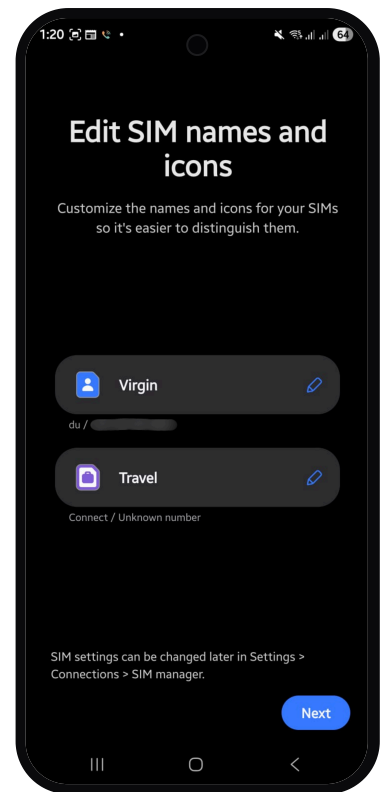 1:20 64
Edit SIM names and
icons
Customize the names and icons for your SIMs
so it's easier to distinguish them.
Virgin
du /
Travel
Connect / Unknown number
SIM settings can be changed later in Settings >
Connections > SIM manager.
Next